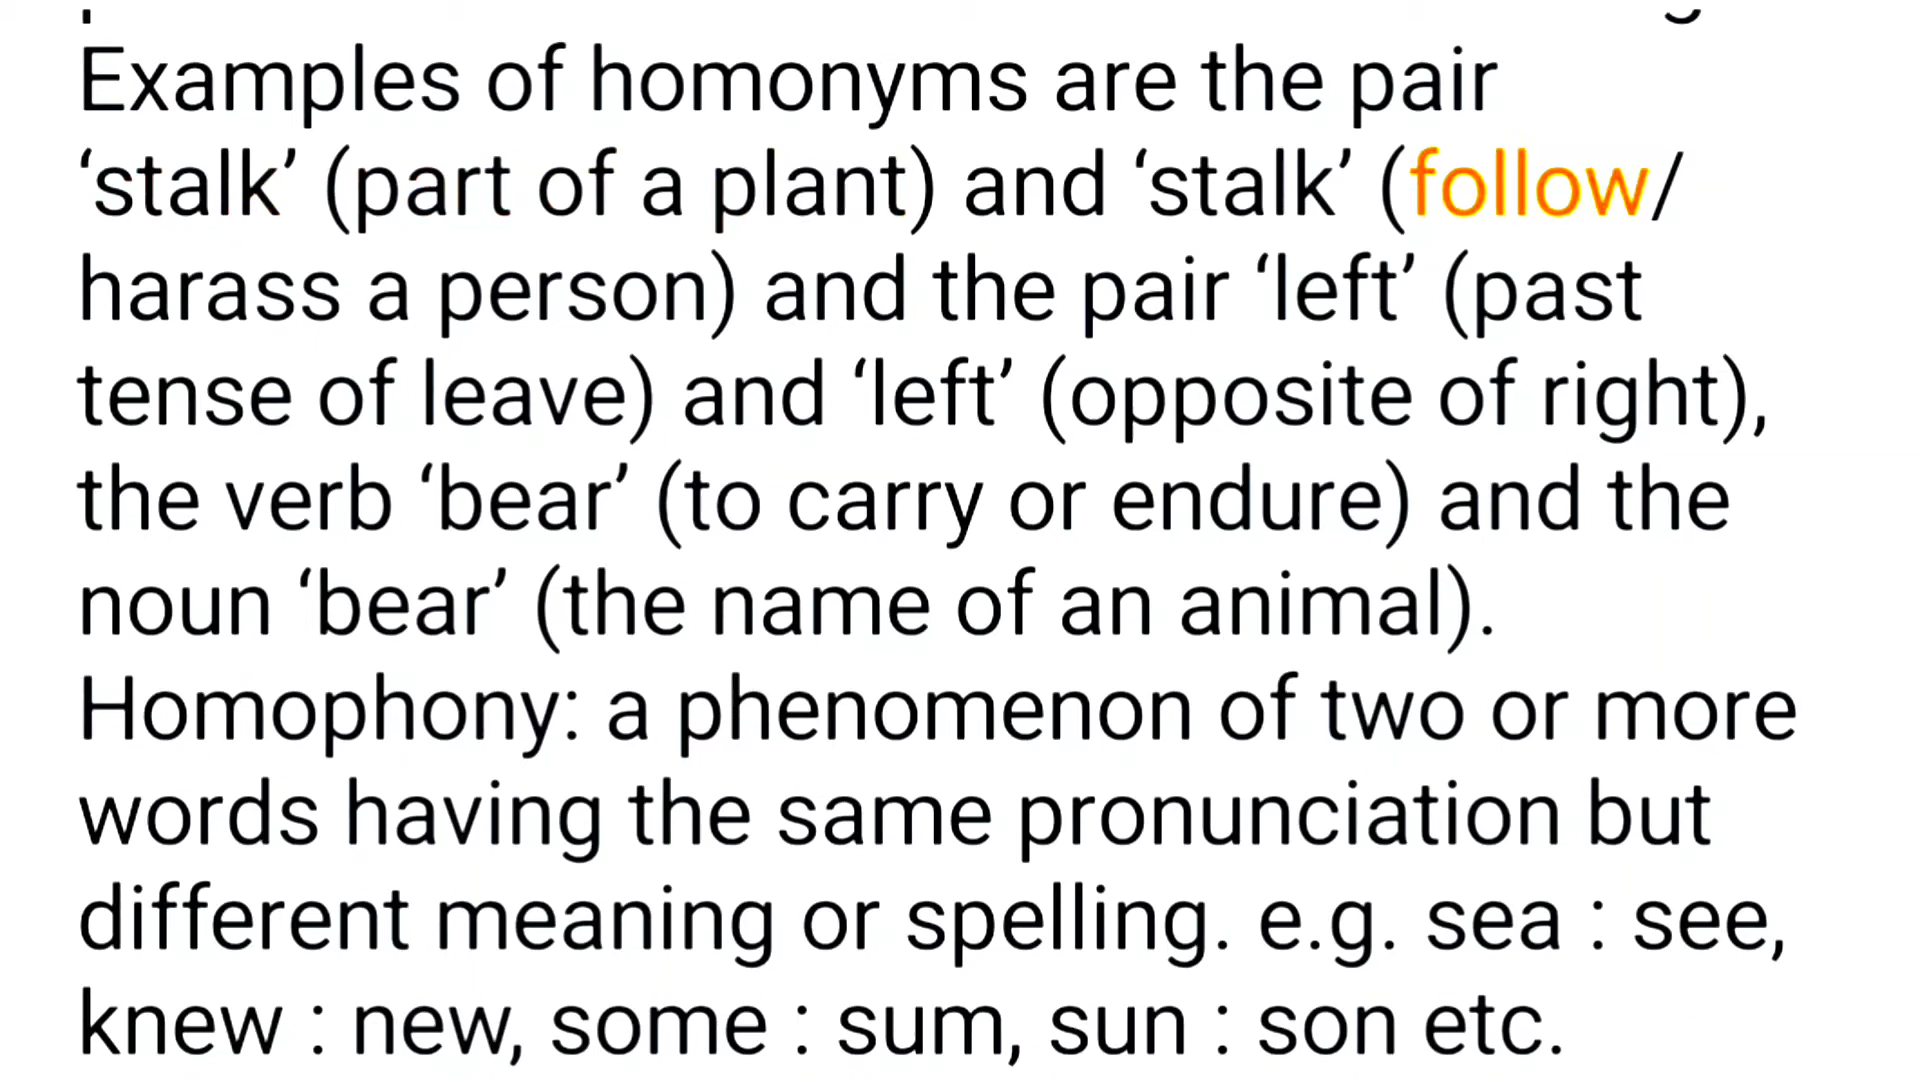 Examples of homonyms are the pair
‘stalk’ (part of a plant) and ‘stalk’ (follow/
harass a person) and the pair ‘left’ (past
tense of leave) and ‘left’ (opposite of right),
the verb ‘bear’ (to carry or endure) and the
noun ‘bear’ (the name of an animal).
Homophony: a phenomenon of two or more
words having the same pronunciation but
different meaning or spelling. e.g. sea : see,
knew : new, some : sum, sun : son etc.